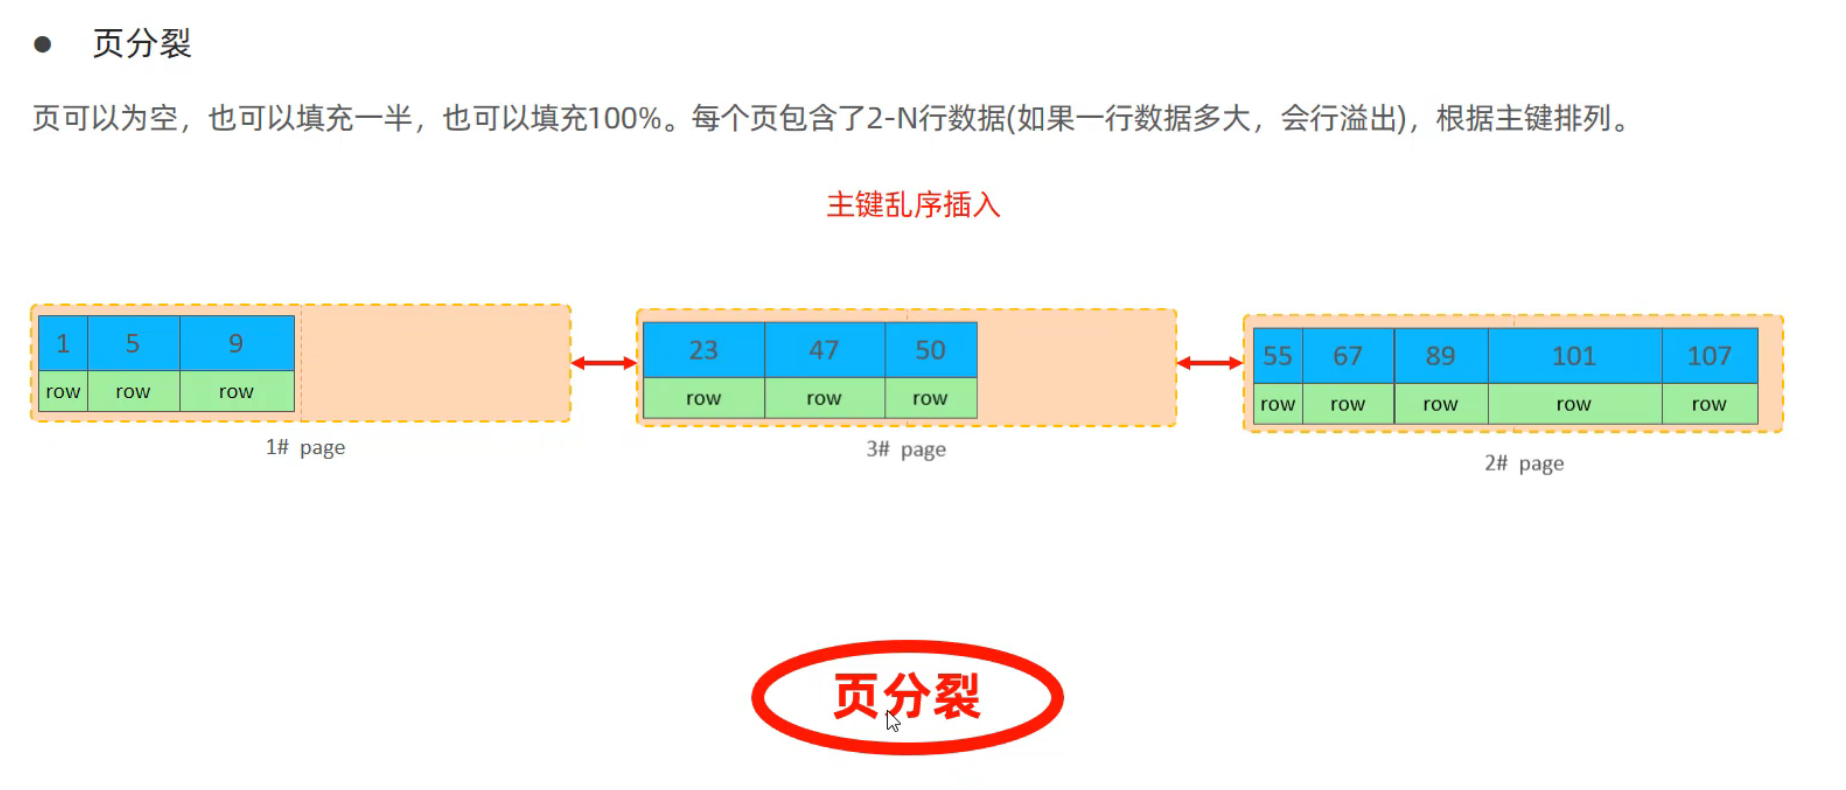 ● 页分裂
页可以为空，也可以填充一半，也可以填充100%。每个页包含了2-N行数据(如果一行数据多大，会行溢出)，根据主键排列。
主键乱序插入
1 5 9
row row row
1# page
23 47 50
row row row
3# page
55 67 89 101 107
row row row row row
2# page
页分裂